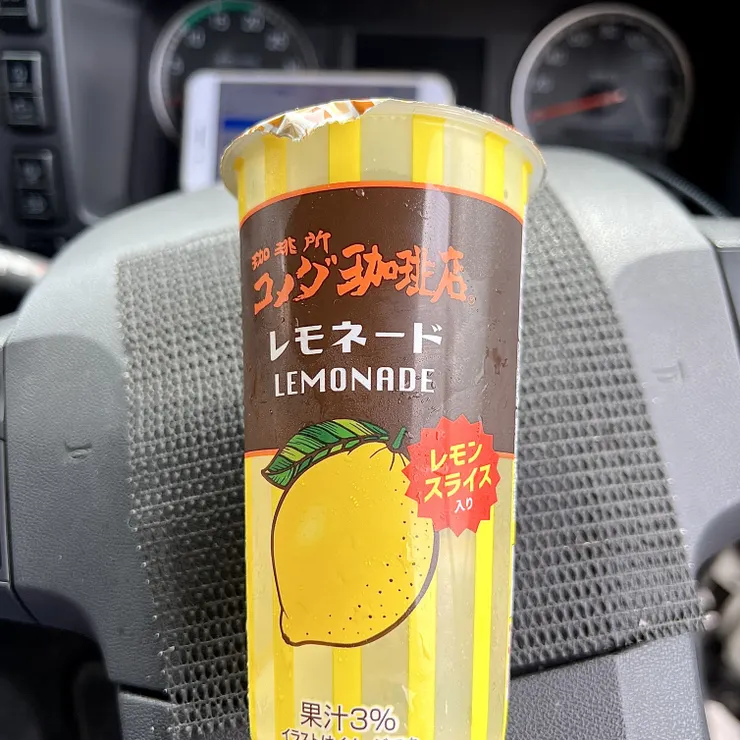 珈琲所
コメダ珈琲店
レモネード
LEMONADE
レモン
スライス
入り
果汁3%